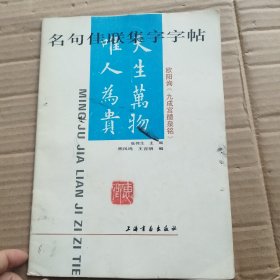 名句佳联集字字帖
天生萬物
唯人為貴
欧阳询《九成宫醴泉铭》
MING JU JIA LIAN JI ZI ZI TIE
上海书画出版社